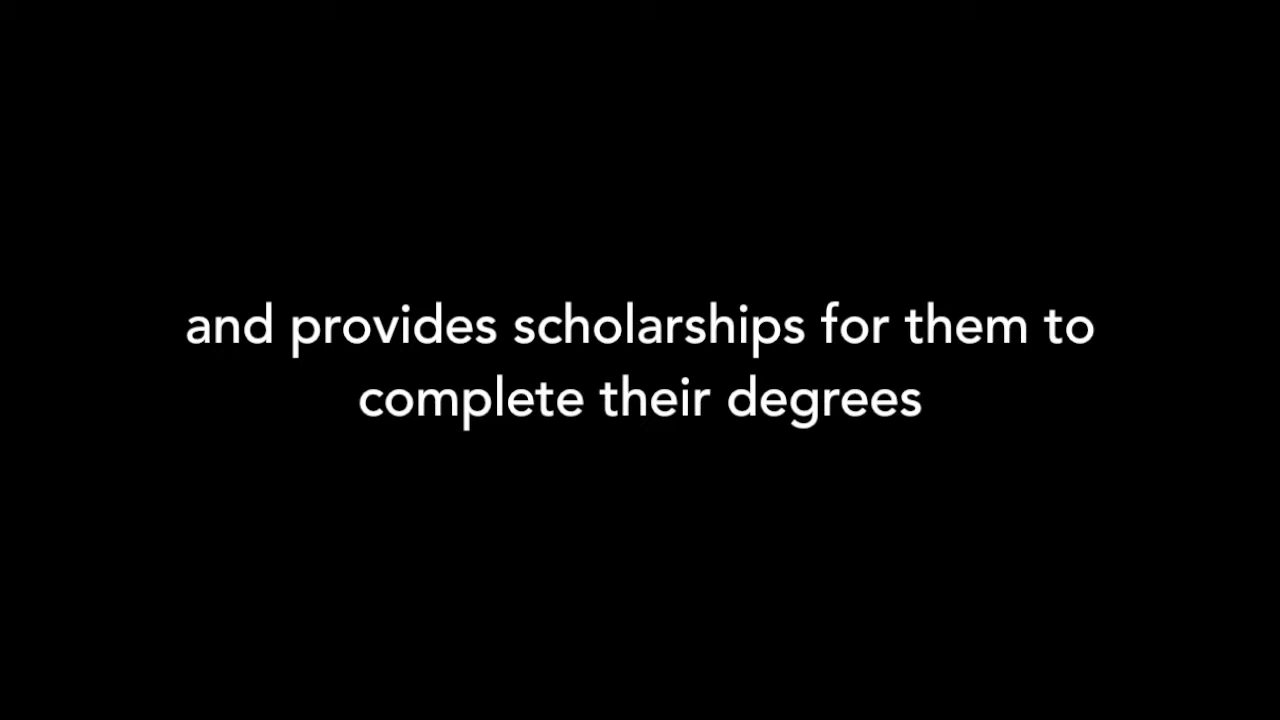 and provides scholarships for them to
complete their degrees